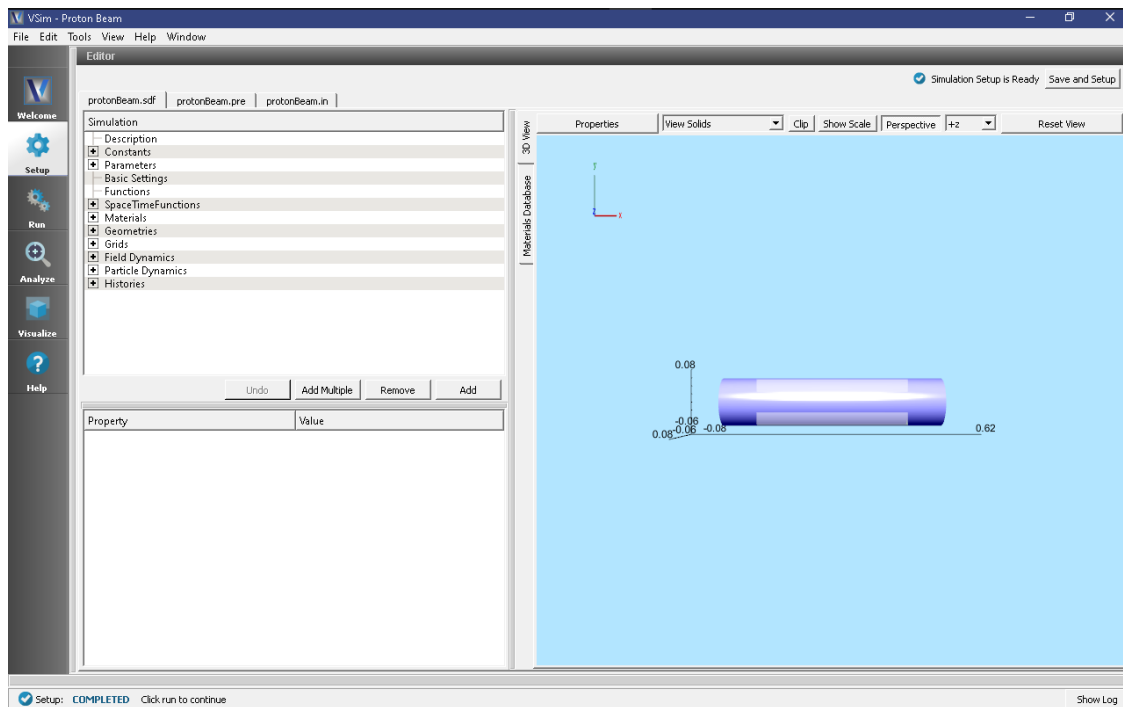 VSim - Proton Beam
File Edit Tools View Help Window
Editor
Simulation Setup is Ready Save and Setup
protonBeam.sdf protonBeam.pre protonBeam.in
Welcome
Setup
Run
Analyze
Visualize
Help
Simulation
Description
Constants
Parameters
Basic Settings
Functions
SpaceTimeFunctions
Materials
Geometries
Grids
Field Dynamics
Particle Dynamics
Histories
Undo Add Multiple Remove Add
Property Value
3D View
Materials Database
Properties View Solids Clip Show Scale Perspective +z Reset View
y
z x
0.08
-0.06
0.08 -0.06 -0.08 0.62
Setup: COMPLETED Click run to continue Show Log